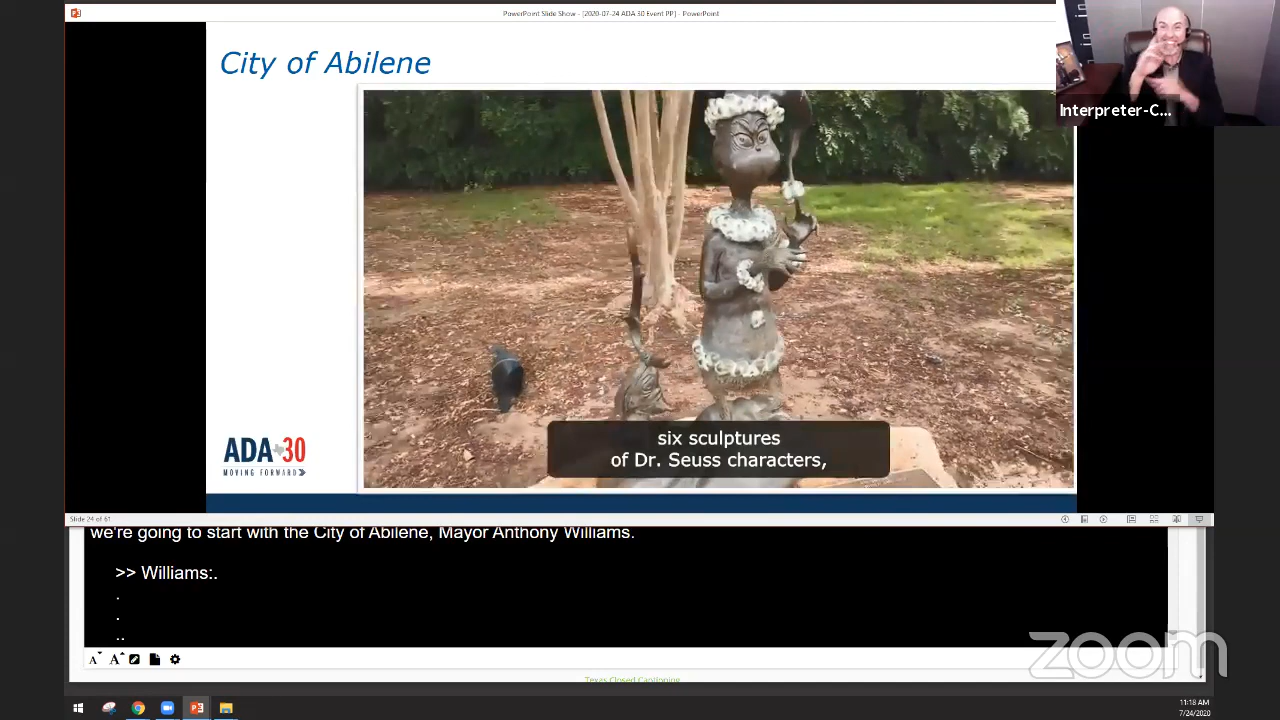 PowerPoint Slide Show - [2020-07-24 ADA 30 Event PP] - PowerPoint
City of Abilene
Interpreter-C...
six sculptures
of Dr. Seuss characters,
ADA 30
MOVING FORWARD
Slide 24 of 61
we're going to start with the City of Abilene, Mayor Anthony Williams.
>> Williams:.
.
.
..
A A
zoom
Texas Closed Captioning
11:18 AM
7/24/2020